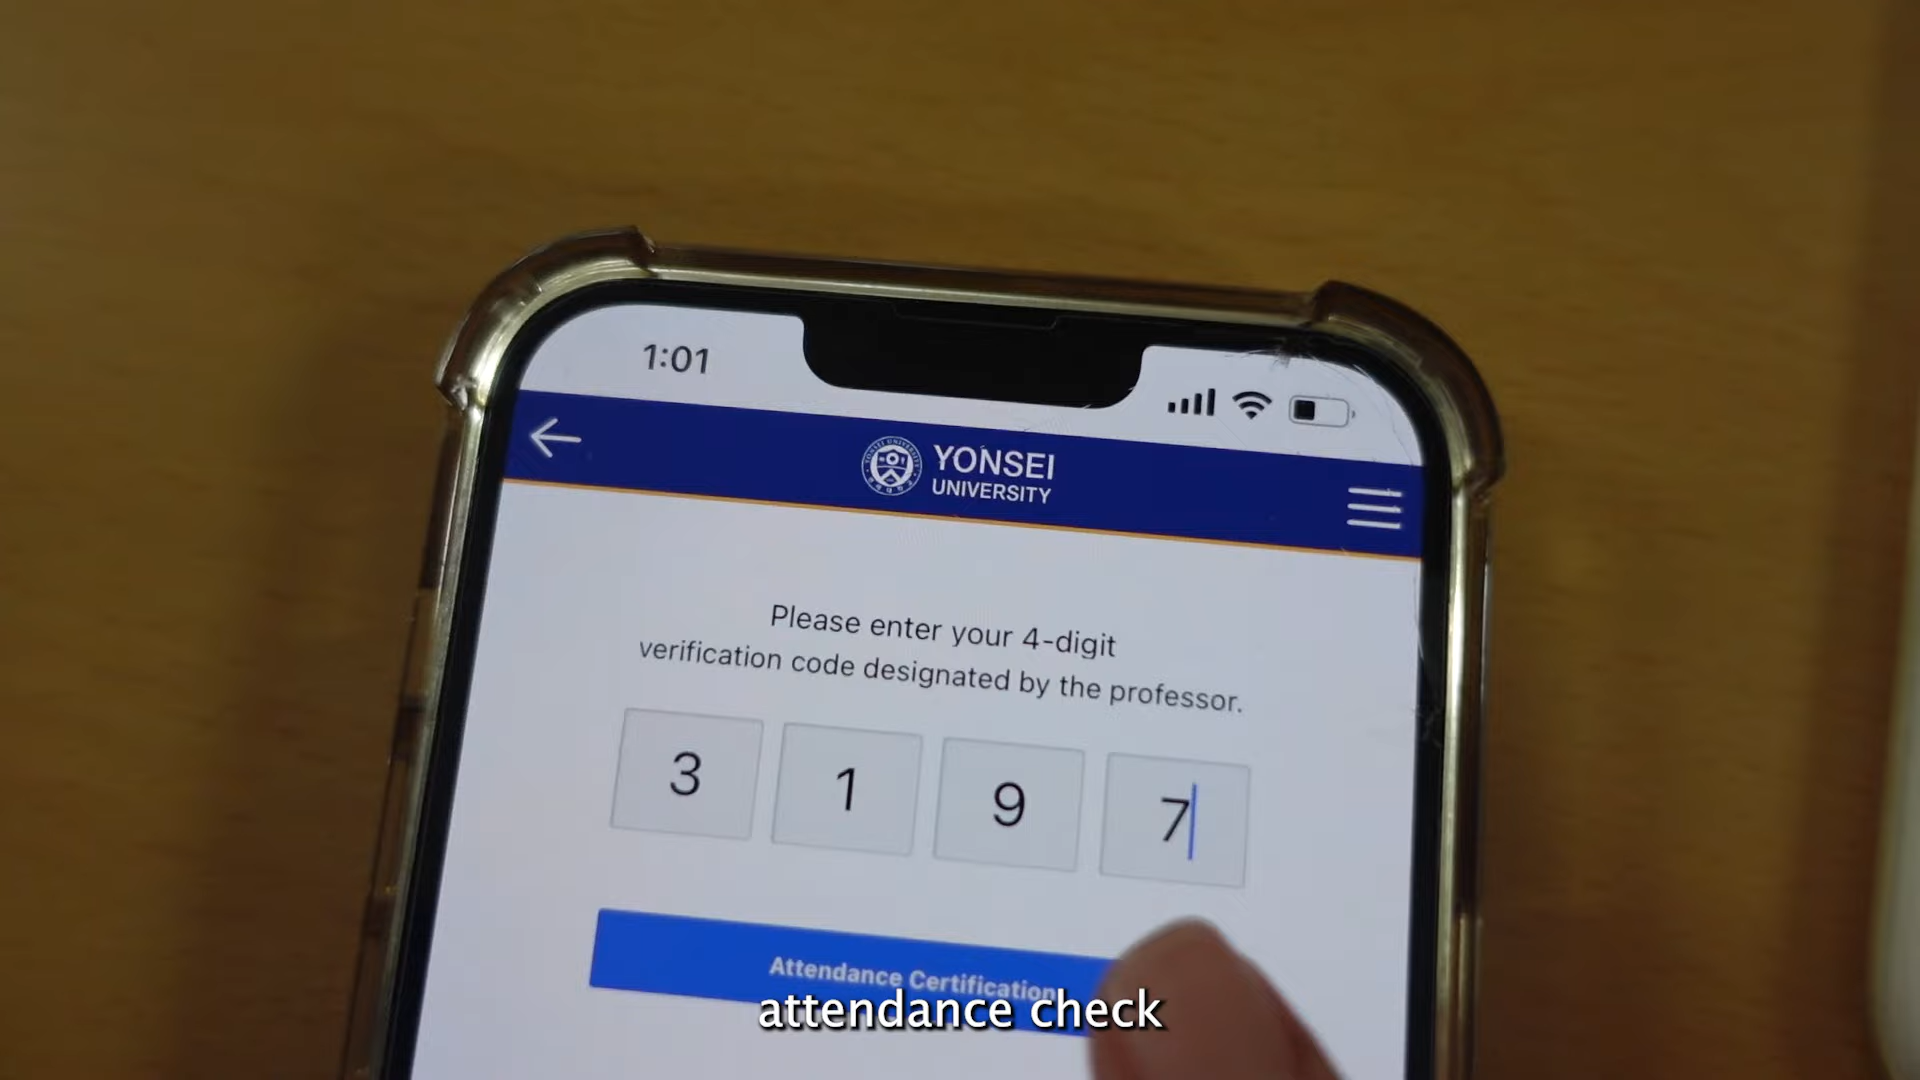 1:01
YONSEI
UNIVERSITY
Please enter your 4-digit
verification code designated by the professor.
3 1 9 7
Attendance Certification
attendance check